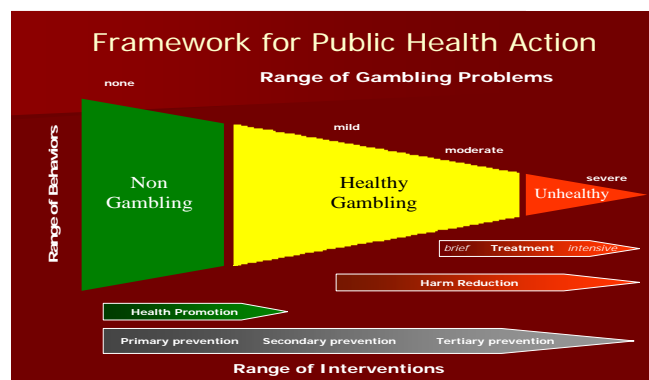 Framework for Public Health Action
Range of Gambling Problems
none
mild
moderate
severe
Range of Behaviors
Non
Gambling
Healthy
Gambling
Unhealthy
brief Treatment intensive
Harm Reduction
Health Promotion
Primary prevention Secondary prevention Tertiary prevention
Range of Interventions